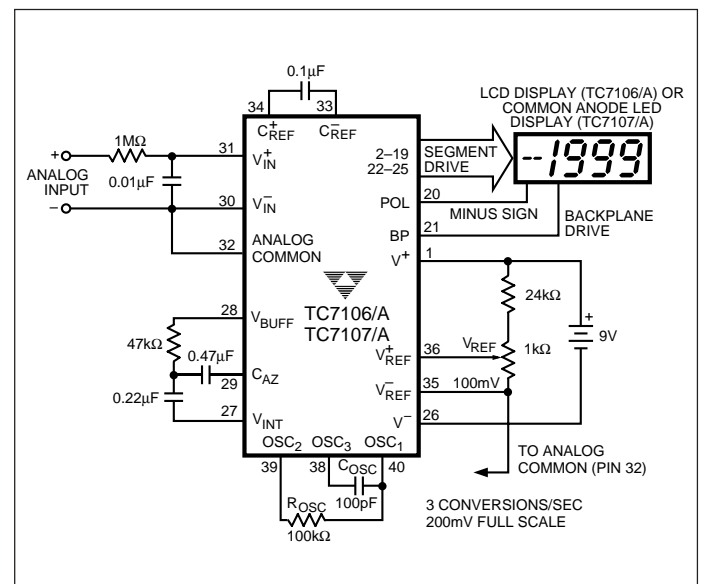 0.1µF
34
33
C+REF
C–REF
LCD DISPLAY (TC7106/A) OR
COMMON ANODE LED
DISPLAY (TC7107/A)
–1999
1MΩ
+
ANALOG
INPUT
–
0.01µF
31
V+IN
30
V–IN
32
ANALOG
COMMON
2–19
22–25
SEGMENT
DRIVE
POL
20
MINUS SIGN
BP
21
BACKPLANE
DRIVE
V+
1
TC7106/A
TC7107/A
24kΩ
1kΩ
+
9V
V+REF
36
VREF
V–REF
35
100mV
V–
26
TO ANALOG
COMMON (PIN 32)
28
VBUFF
47kΩ
0.47µF
29
CAZ
0.22µF
27
VINT
OSC2
OSC3
OSC1
39
38
40
COSC
100pF
ROSC
100kΩ
3 CONVERSIONS/SEC
200mV FULL SCALE